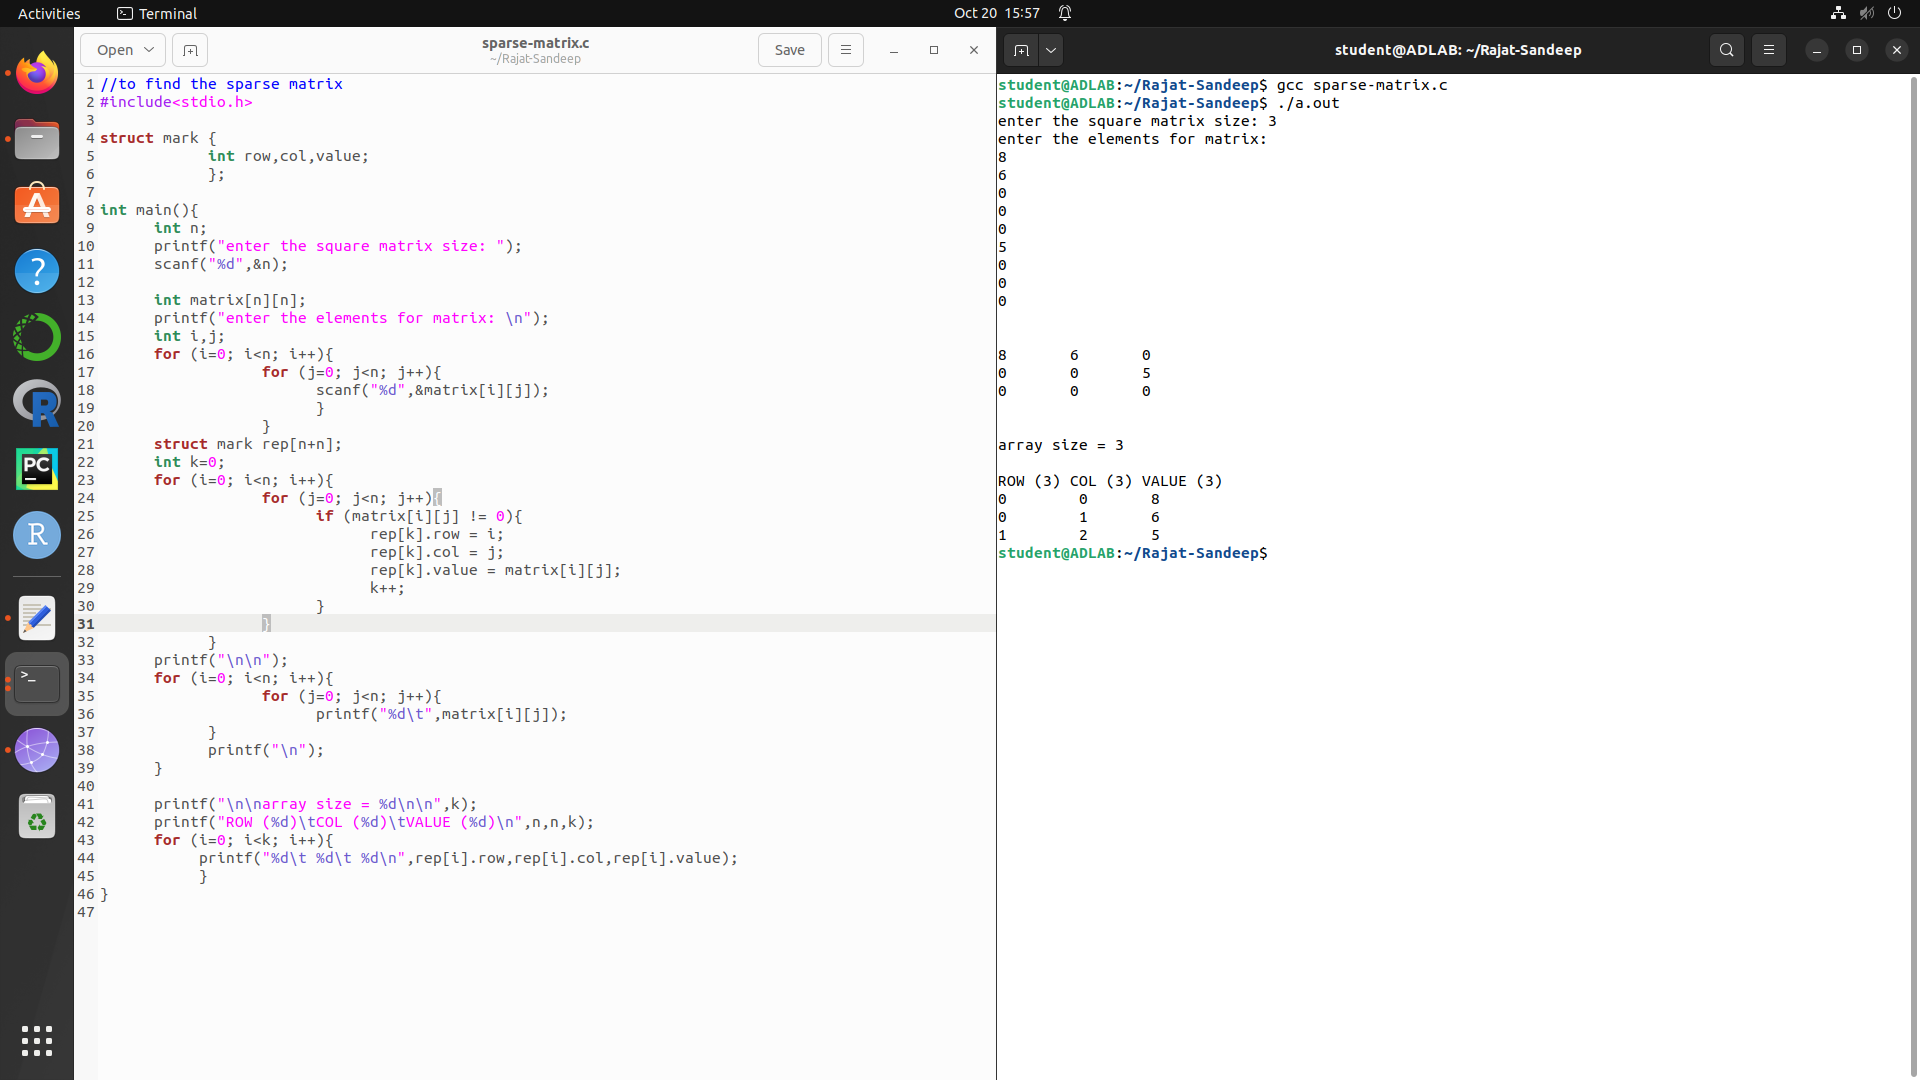 Activities
Terminal
Oct 20 15:57
Open
sparse-matrix.c
~/Rajat-Sandeep
Save
1 //to find the sparse matrix
2 #include<stdio.h>
3
4 struct mark {
5             int row,col,value;
6             };
7
8 int main(){
9       int n;
10       printf("enter the square matrix size: ");
11       scanf("%d",&n);
12
13       int matrix[n][n];
14       printf("enter the elements for matrix: \n");
15       int i,j;
16       for (i=0; i<n; i++){
17                   for (j=0; j<n; j++){
18                         scanf("%d",&matrix[i][j]);
19                         }
20                   }
21       struct mark rep[n+n];
22       int k=0;
23       for (i=0; i<n; i++){
24                   for (j=0; j<n; j++){
25                         if (matrix[i][j] != 0){
26                               rep[k].row = i;
27                               rep[k].col = j;
28                               rep[k].value = matrix[i][j];
29                               k++;
30                         }
31                   }
32             }
33       printf("\n\n");
34       for (i=0; i<n; i++){
35                   for (j=0; j<n; j++){
36                         printf("%d\t",matrix[i][j]);
37             }
38             printf("\n");
39       }
40
41       printf("\n\narray size = %d\n\n",k);
42       printf("ROW (%d)\tCOL (%d)\tVALUE (%d)\n",n,n,k);
43       for (i=0; i<k; i++){
44            printf("%d\t %d\t %d\n",rep[i].row,rep[i].col,rep[i].value);
45            }
46 }
47
student@ADLAB: ~/Rajat-Sandeep
student@ADLAB:~/Rajat-Sandeep$ gcc sparse-matrix.c
student@ADLAB:~/Rajat-Sandeep$ ./a.out
enter the square matrix size: 3
enter the elements for matrix:
8
6
0
0
0
5
0
0
0
8       6       0
0       0       5
0       0       0
array size = 3
ROW (3) COL (3) VALUE (3)
0        0       8
0        1       6
1        2       5
student@ADLAB:~/Rajat-Sandeep$
?
R
PC
R
>_